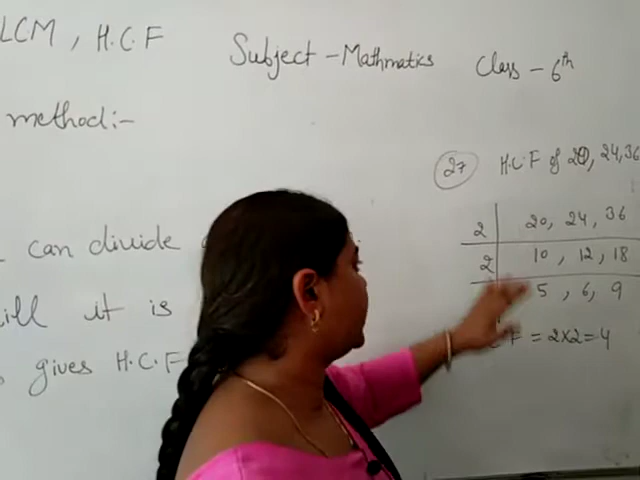 LCM, H.C.F
Subject - Mathmatics
Class - 6th
method:-
can divide
till it is
gives H.C.F
27 H.C.F of 20, 24, 36
2 20, 24, 36
2 10, 12, 18
5, 6, 9
F = 2x2=4